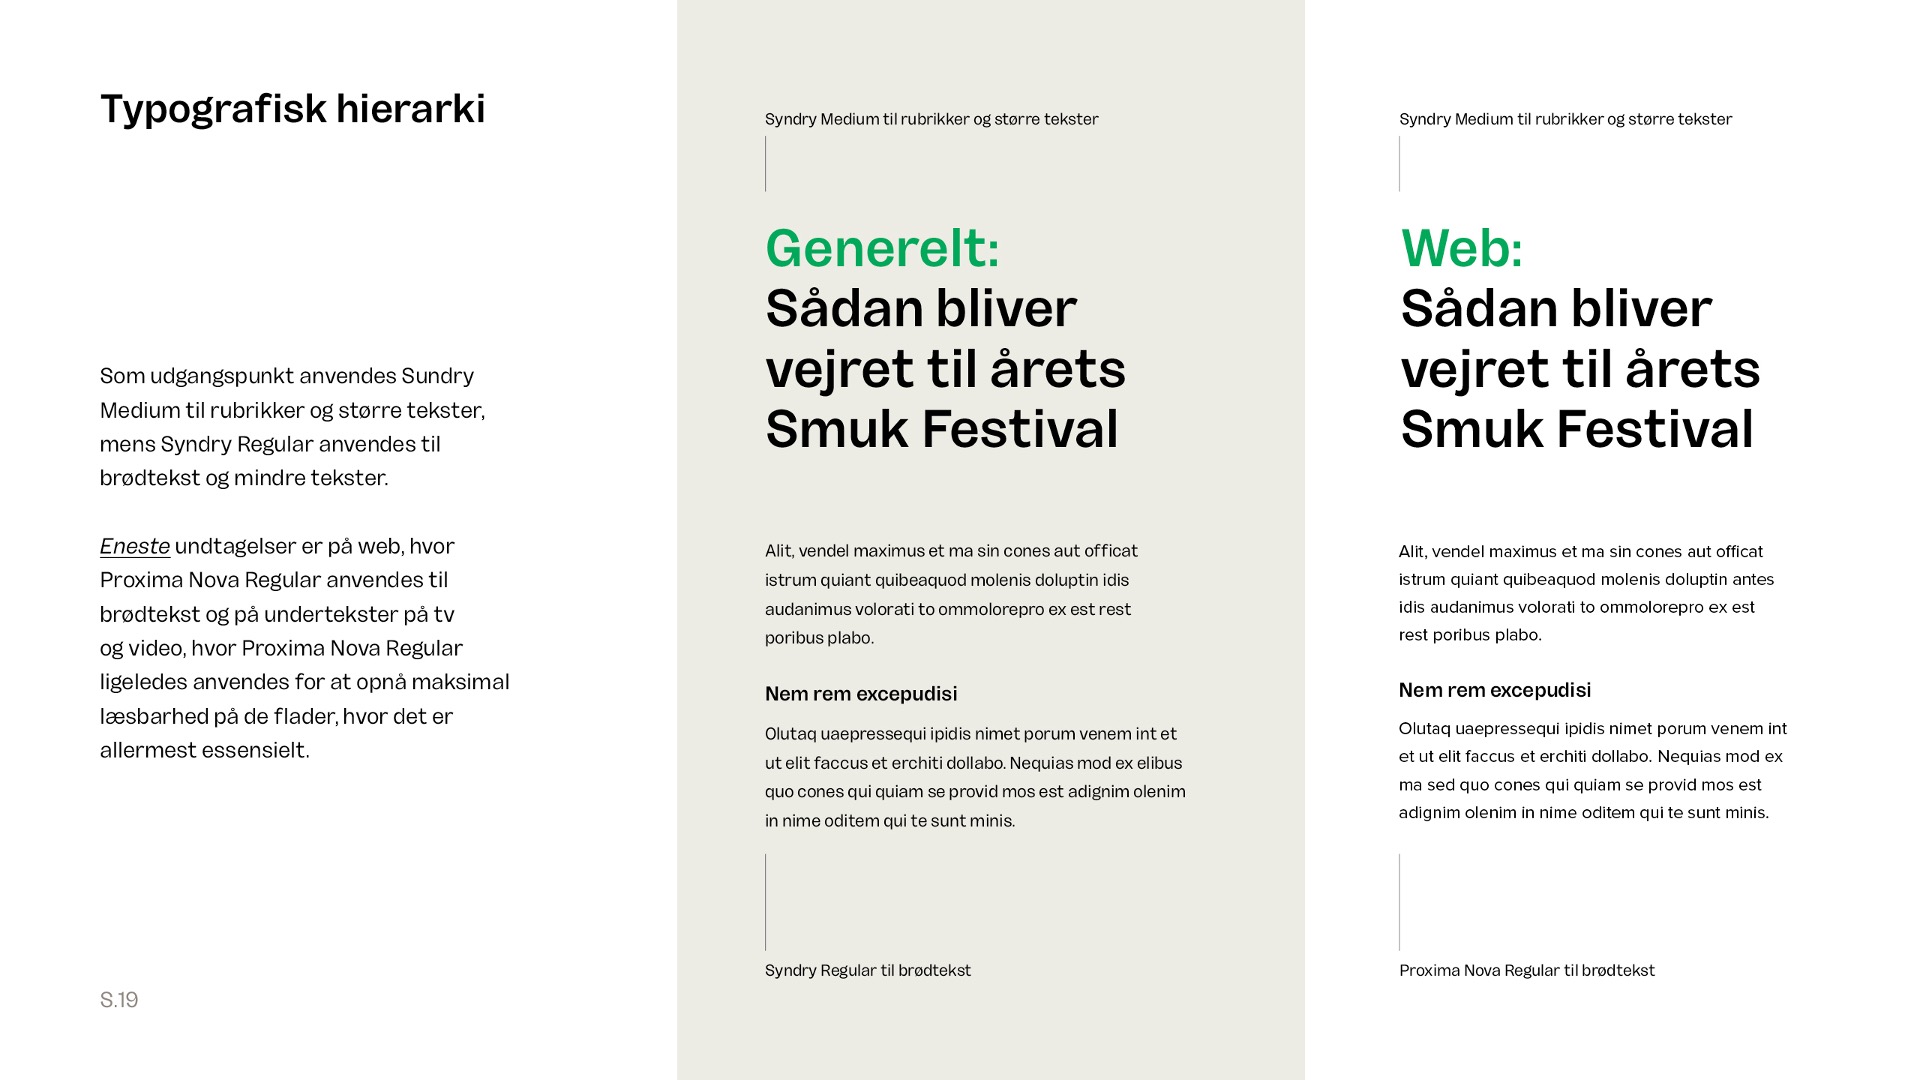 Typografisk hierarki
Som udgangspunkt anvendes Sundry
Medium til rubrikker og større tekster,
mens Syndry Regular anvendes til
brødtekst og mindre tekster.
Eneste undtagelser er på web, hvor
Proxima Nova Regular anvendes til
brødtekst og på undertekster på tv
og video, hvor Proxima Nova Regular
ligeledes anvendes for at opnå maksimal
læsbarhed på de flader, hvor det er
allermest essensielt.
S.19
Syndry Medium til rubrikker og større tekster
Generelt:
Sådan bliver
vejret til årets
Smuk Festival
Alit, vendel maximus et ma sin cones aut officat
istrum quiant quibeaquod molenis doluptin idis
audanimus volorati to ommolorepro ex est rest
poribus plabo.
Nem rem excepudisi
Olutaq uaepressequi ipidis nimet porum venem int et
ut elit faccus et erchiti dollabo. Nequias mod ex elibus
quo cones qui quiam se provid mos est adignim olenim
in nime oditem qui te sunt minis.
Syndry Regular til brødtekst
Syndry Medium til rubrikker og større tekster
Web:
Sådan bliver
vejret til årets
Smuk Festival
Alit, vendel maximus et ma sin cones aut officat
istrum quiant quibeaquod molenis doluptin antes
idis audanimus volorati to ommolorepro ex est
rest poribus plabo.
Nem rem excepudisi
Olutaq uaepressequi ipidis nimet porum venem int
et ut elit faccus et erchiti dollabo. Nequias mod ex
ma sed quo cones qui quiam se provid mos est
adignim olenim in nime oditem qui te sunt minis.
Proxima Nova Regular til brødtekst